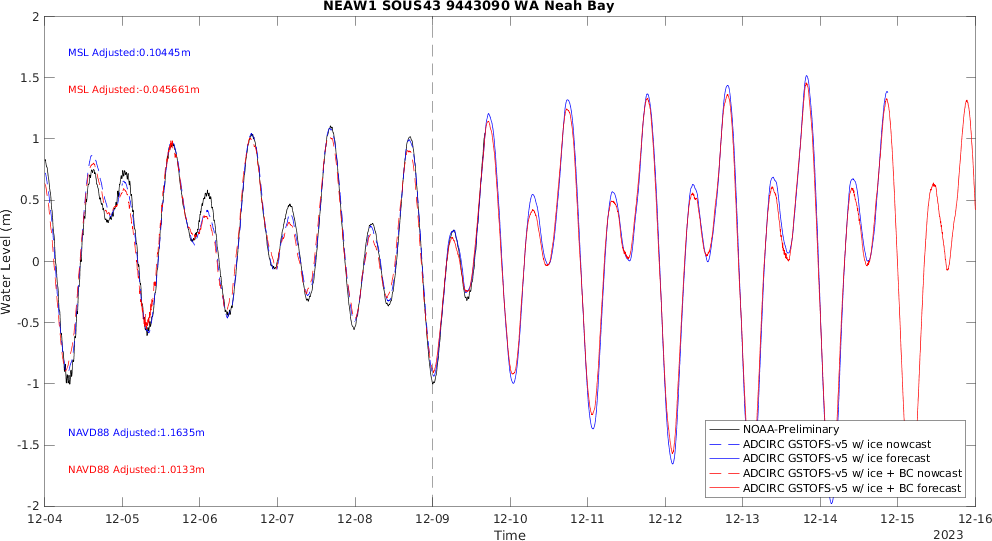 NEAW1 SOUS43 9443090 WA Neah Bay
MSL Adjusted:0.10445m
MSL Adjusted:-0.045661m
NAVD88 Adjusted:1.1635m
NAVD88 Adjusted:1.0133m
Water Level (m)
2
1.5
1
0.5
0
-0.5
-1
-1.5
-2
NOAA-Preliminary
ADCIRC GSTOFS-v5 w/ ice nowcast
ADCIRC GSTOFS-v5 w/ ice forecast
ADCIRC GSTOFS-v5 w/ ice + BC nowcast
ADCIRC GSTOFS-v5 w/ ice + BC forecast
12-04 12-05 12-06 12-07 12-08 12-09 12-10 12-11 12-12 12-13 12-14 12-15 12-16
Time
2023